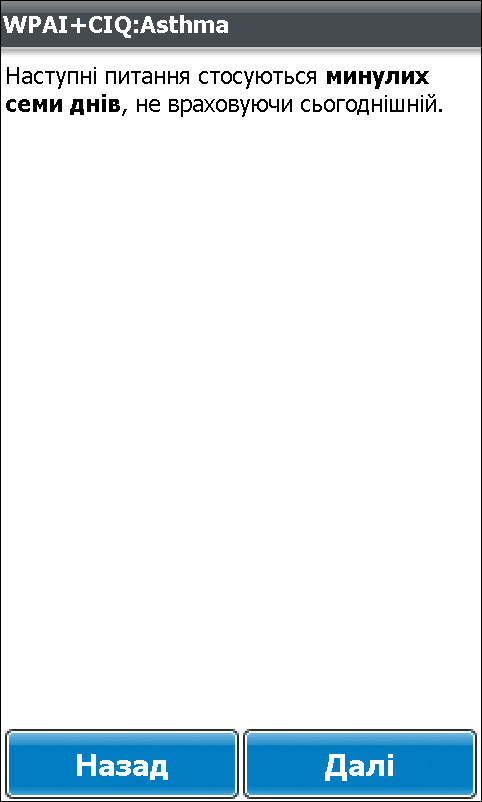 WPAI+CIQ:Asthma
Наступні питання стосуються минулих
семи днів, не враховуючи сьогоднішній.
Назад
Далі